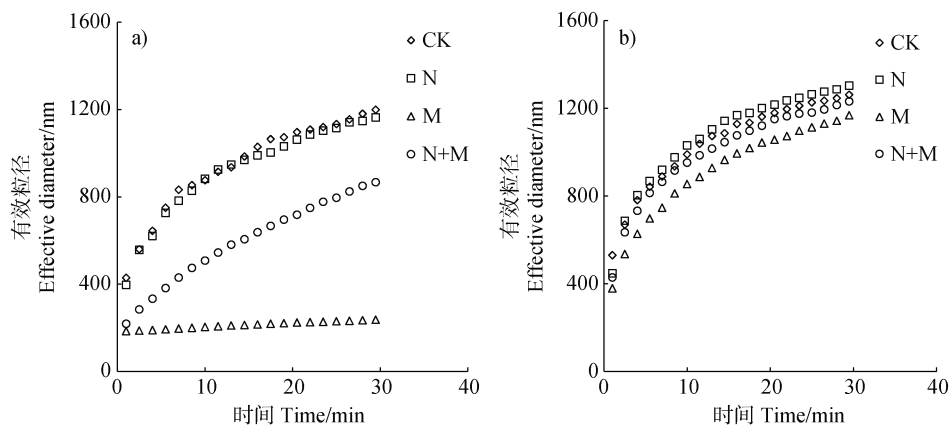 a)
1600
1200
800
400
0
有效粒径
Effective diameter/nm
CK
N
M
N+M
0 10 20 30 40
时间 Time/min
b)
1600
1200
800
400
0
有效粒径
Effective diameter/nm
CK
N
M
N+M
0 10 20 30 40
时间 Time/min